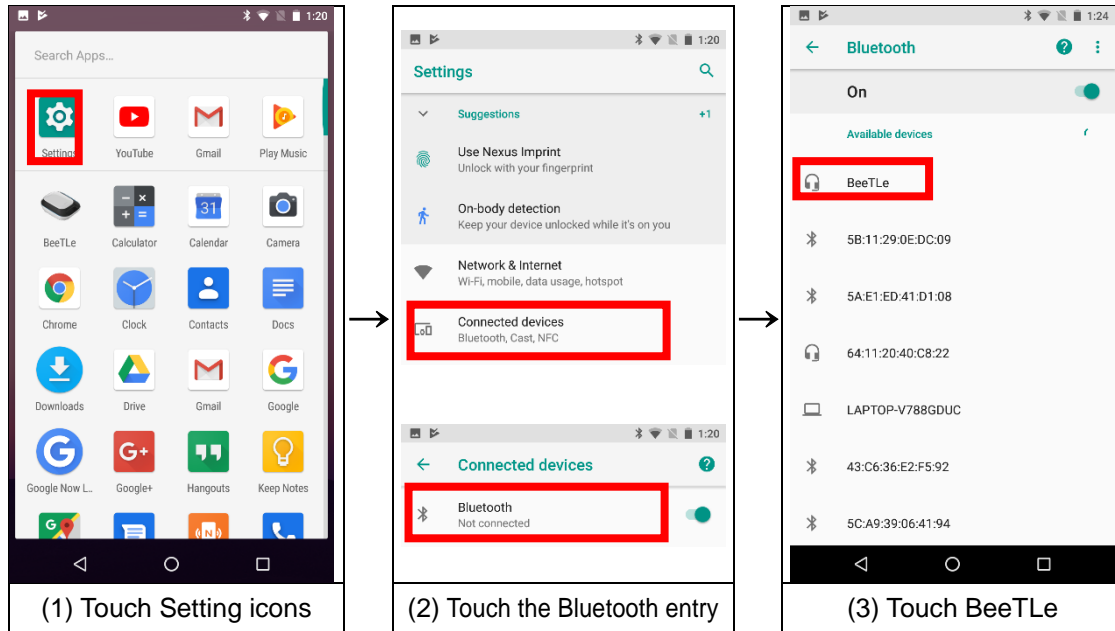 1:20
Search Apps...
Settings YouTube Gmail Play Music
BeeTLe Calculator Calendar Camera
31
Chrome Clock Contacts Docs
Downloads Drive Gmail Google
G+
Google Now L.. Google+ Hangouts Keep Notes
(1) Touch Setting icons
1:20
Settings
Suggestions +1
Use Nexus Imprint
Unlock with your fingerprint
On-body detection
Keep your device unlocked while it's on you
Network & Internet
Wi-Fi, mobile, data usage, hotspot
Connected devices
Bluetooth, Cast, NFC
1:20
Connected devices
Bluetooth
Not connected
(2) Touch the Bluetooth entry
1:24
Bluetooth
On
Available devices
BeeTLe
5B:11:29:0E:DC:09
5A:E1:ED:41:D1:08
64:11:20:40:C8:22
LAPTOP-V788GDUC
43:C6:36:E2:F5:92
5C:A9:39:06:41:94
(3) Touch BeeTLe